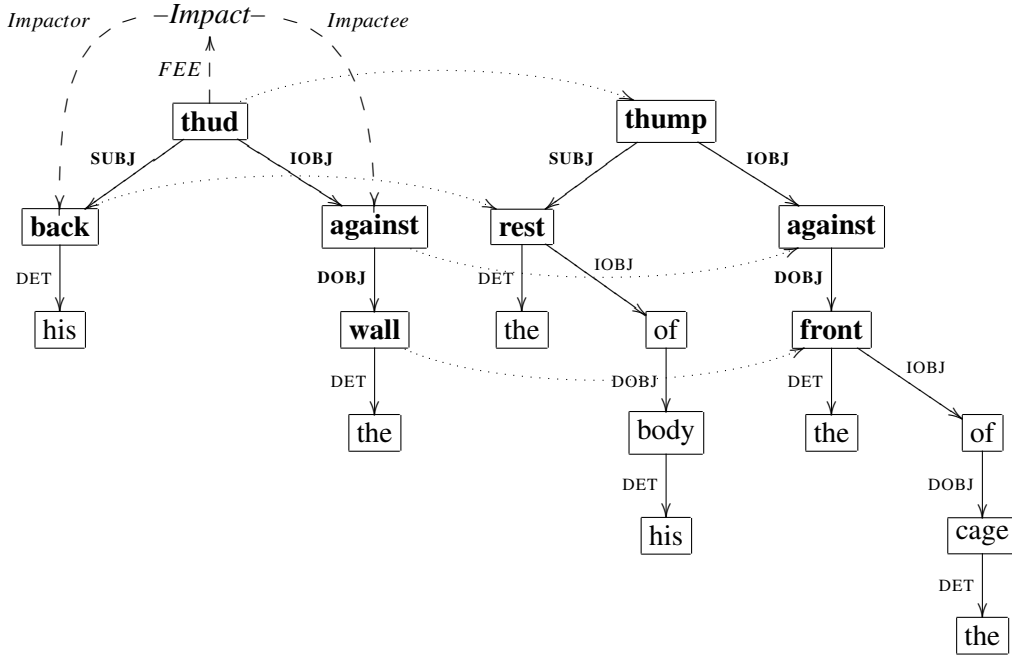 Impactor –Impact– Impactee
FEE
thud thump
SUBJ IOBJ SUBJ IOBJ
back against rest against
DET DOBJ DET IOBJ DOBJ
his wall the of front
DET DOBJ DET IOBJ
the body the of
DET DOBJ
his cage
DET
the